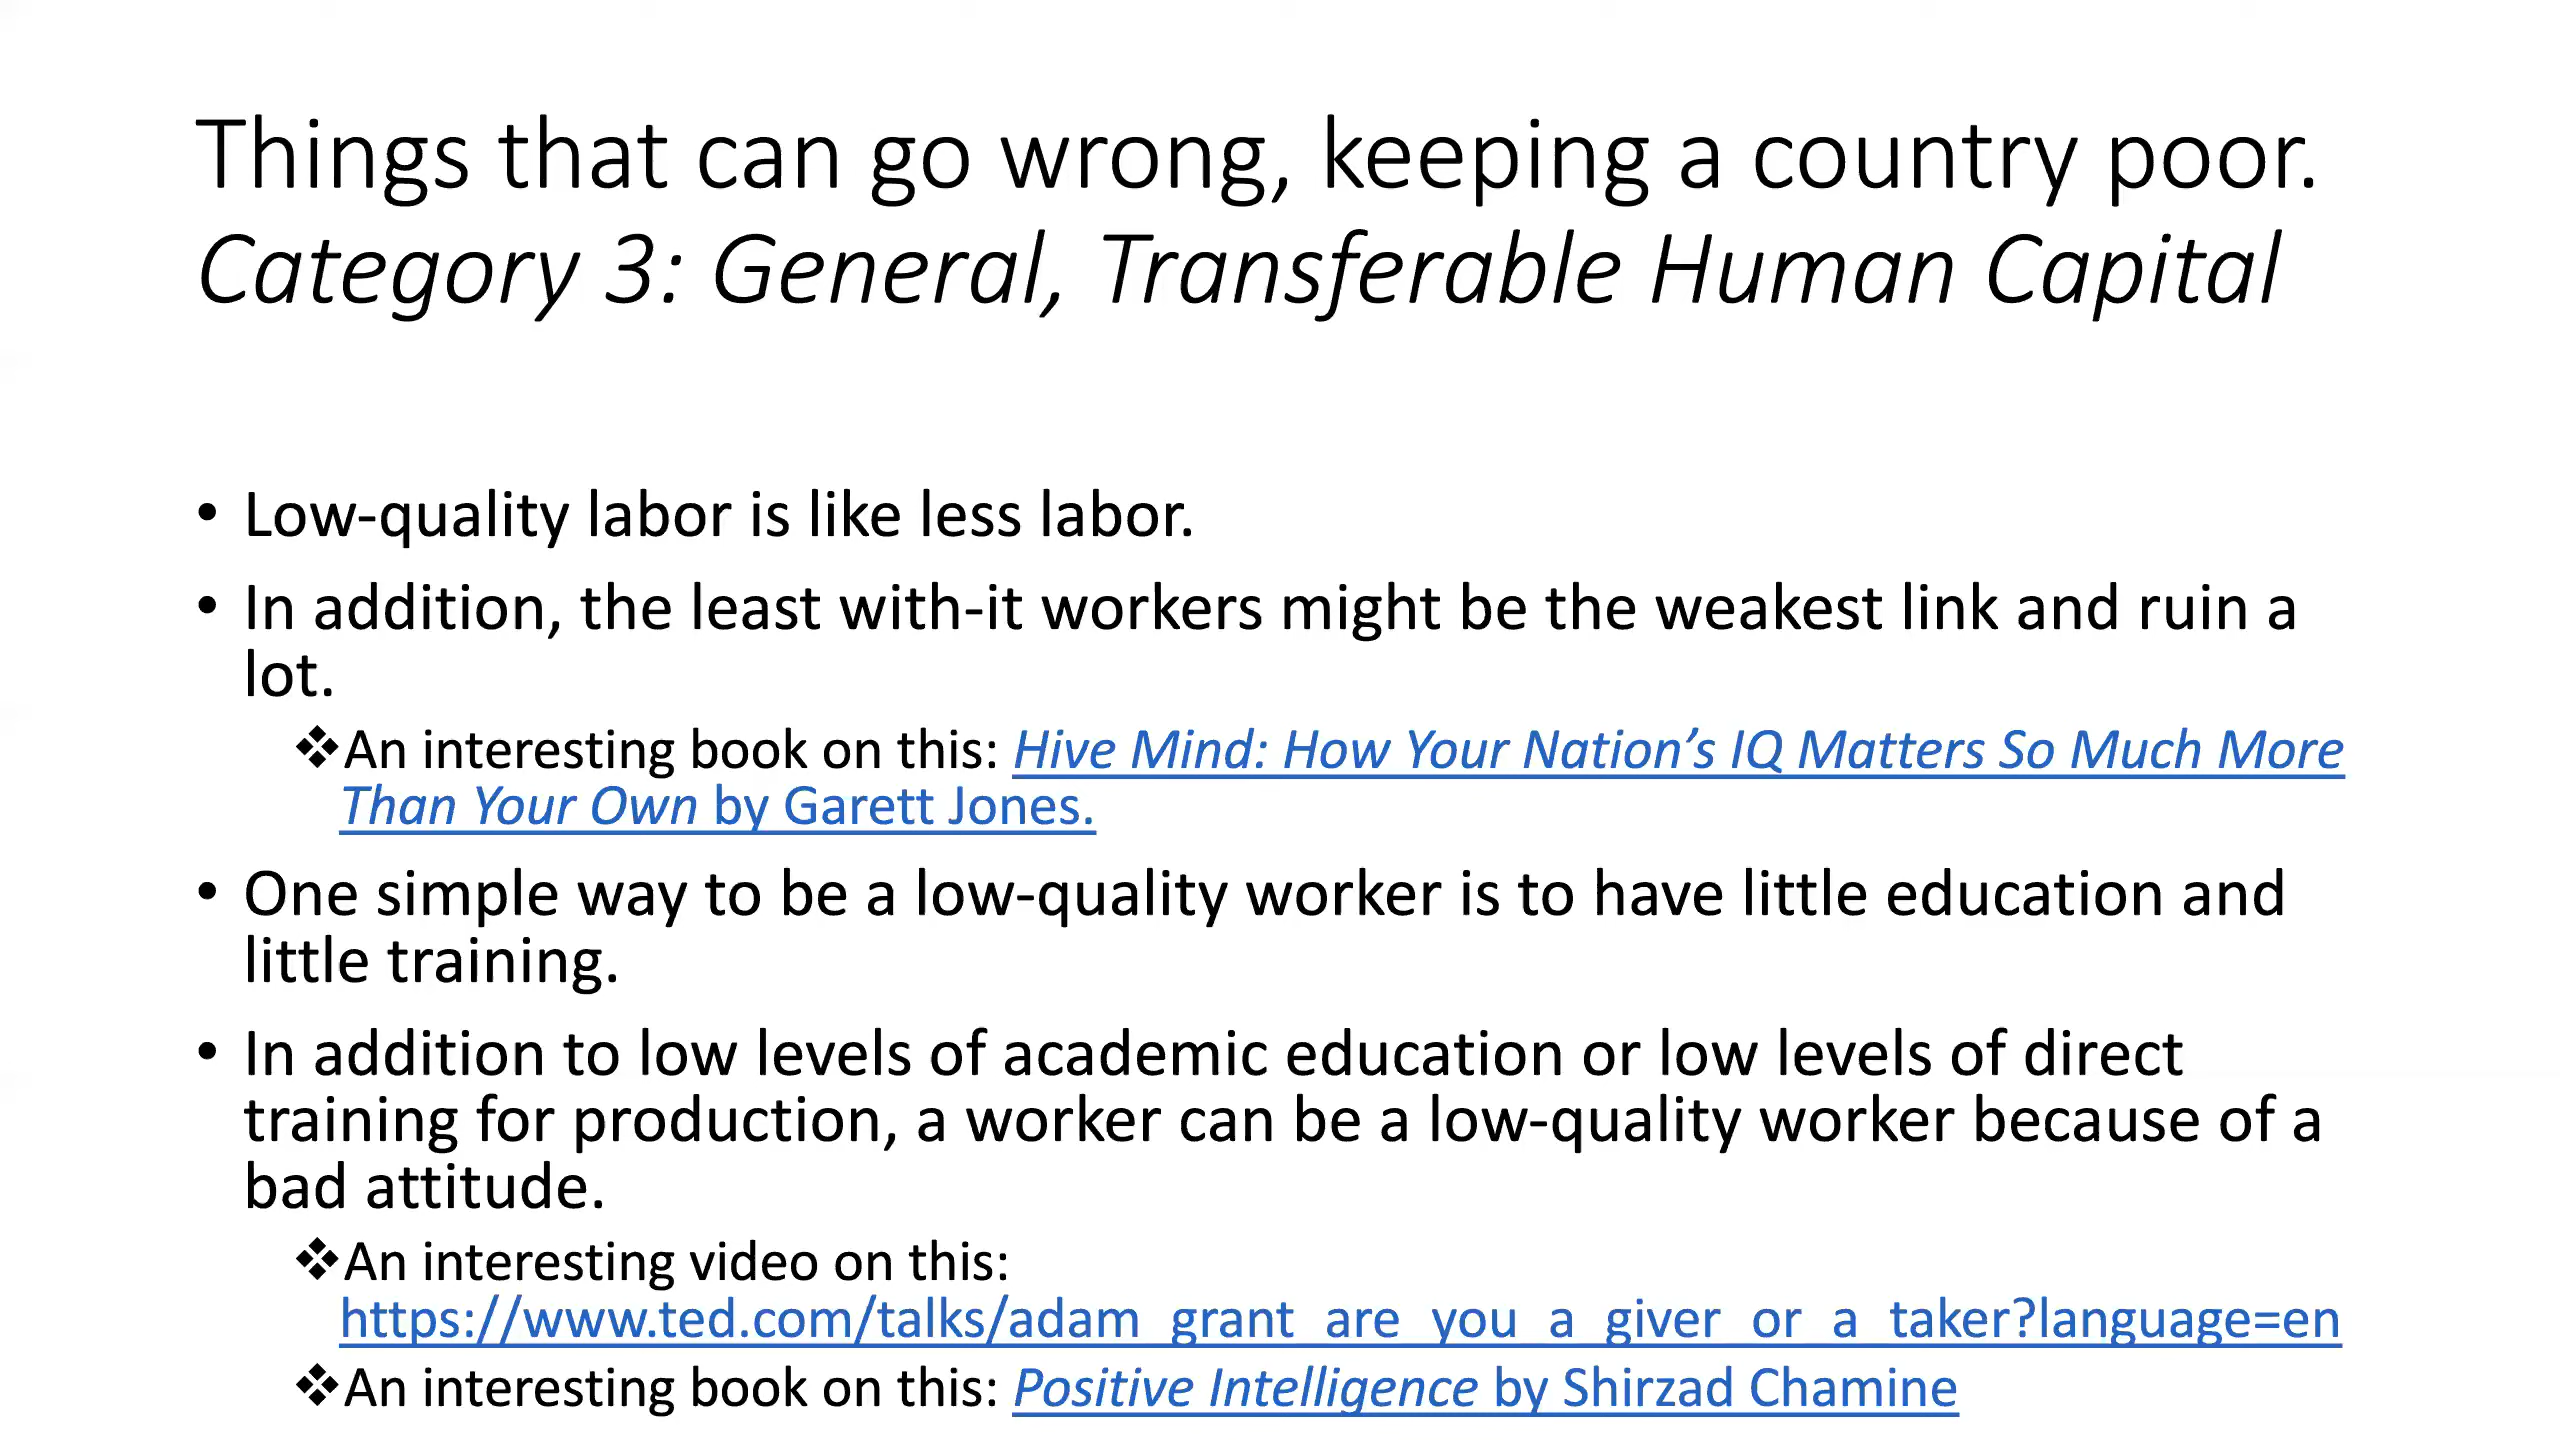 Things that can go wrong, keeping a country poor.
Category 3: General, Transferable Human Capital
• Low-quality labor is like less labor.
• In addition, the least with-it workers might be the weakest link and ruin a
lot.
❖An interesting book on this: Hive Mind: How Your Nation’s IQ Matters So Much More
Than Your Own by Garett Jones.
• One simple way to be a low-quality worker is to have little education and
little training.
• In addition to low levels of academic education or low levels of direct
training for production, a worker can be a low-quality worker because of a
bad attitude.
❖An interesting video on this:
https://www.ted.com/talks/adam_grant_are_you_a_giver_or_a_taker?language=en
❖An interesting book on this: Positive Intelligence by Shirzad Chamine